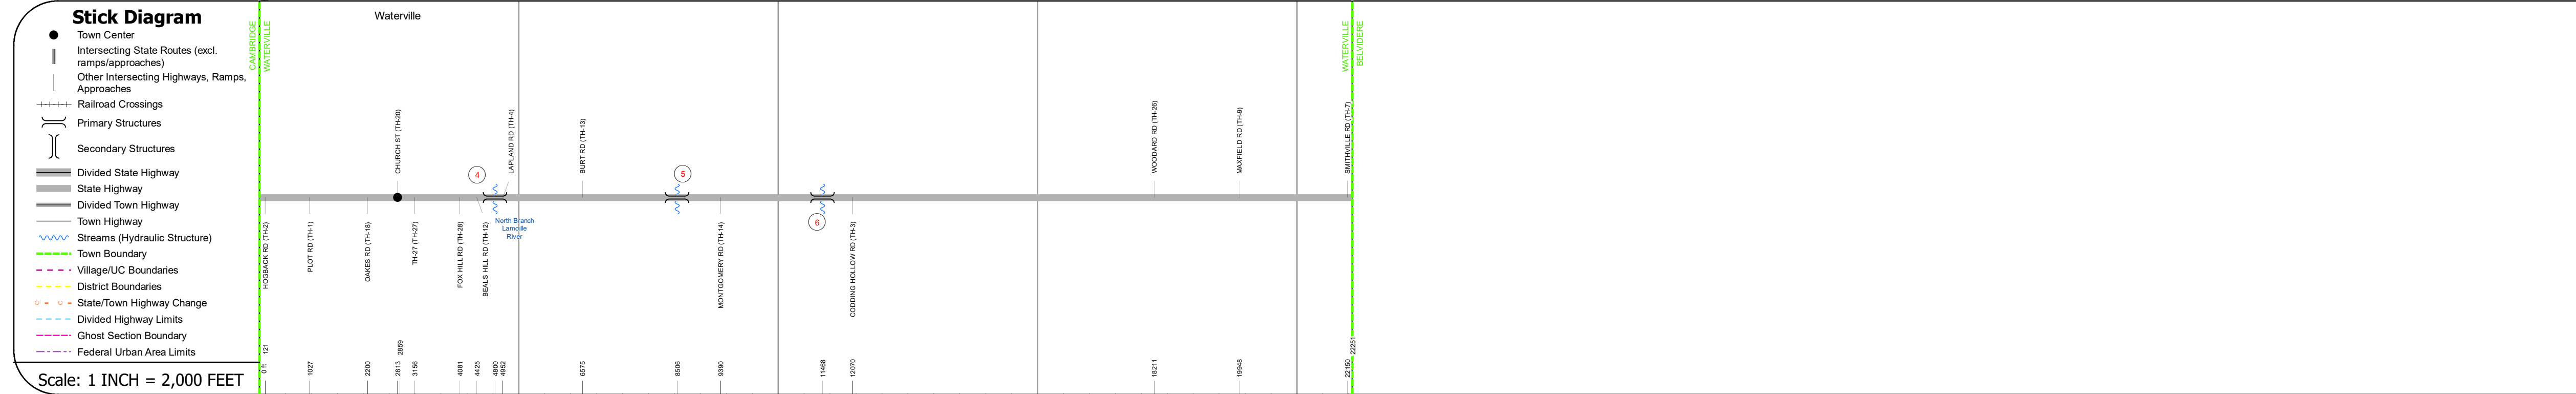 Stick Diagram
Town Center
Intersecting State Routes (excl.
ramps/approaches)
Other Intersecting Highways, Ramps,
Approaches
Railroad Crossings
Primary Structures
Secondary Structures
Divided State Highway
State Highway
Divided Town Highway
Town Highway
Streams (Hydraulic Structure)
Town Boundary
Village/UC Boundaries
District Boundaries
State/Town Highway Change
Divided Highway Limits
Ghost Section Boundary
Federal Urban Area Limits
Scale: 1 INCH = 2,000 FEET
CAMBRIDGE
WATERVILLE
Waterville
WATERVILLE
BELVIDERE
CHURCH ST (TH-20)
LAPLAND RD (TH-4)
BURT RD (TH-13)
WOODARD RD (TH-26)
MAXFIELD RD (TH-9)
SMITHVILLE RD (TH-7)
4
5
6
North Branch
Lamoille
River
HOGBACK RD (TH-2)
PLOT RD (TH-1)
OAKES RD (TH-18)
TH-27 (TH-27)
FOX HILL RD (TH-28)
BEALS HILL RD (TH-12)
MONTGOMERY RD (TH-14)
CODDING HOLLOW RD (TH-3)
0 ft
121
1027
2200
2813
2859
3156
4081
4425
4800
4952
6575
8506
9390
11468
12070
18211
19948
22150
22251